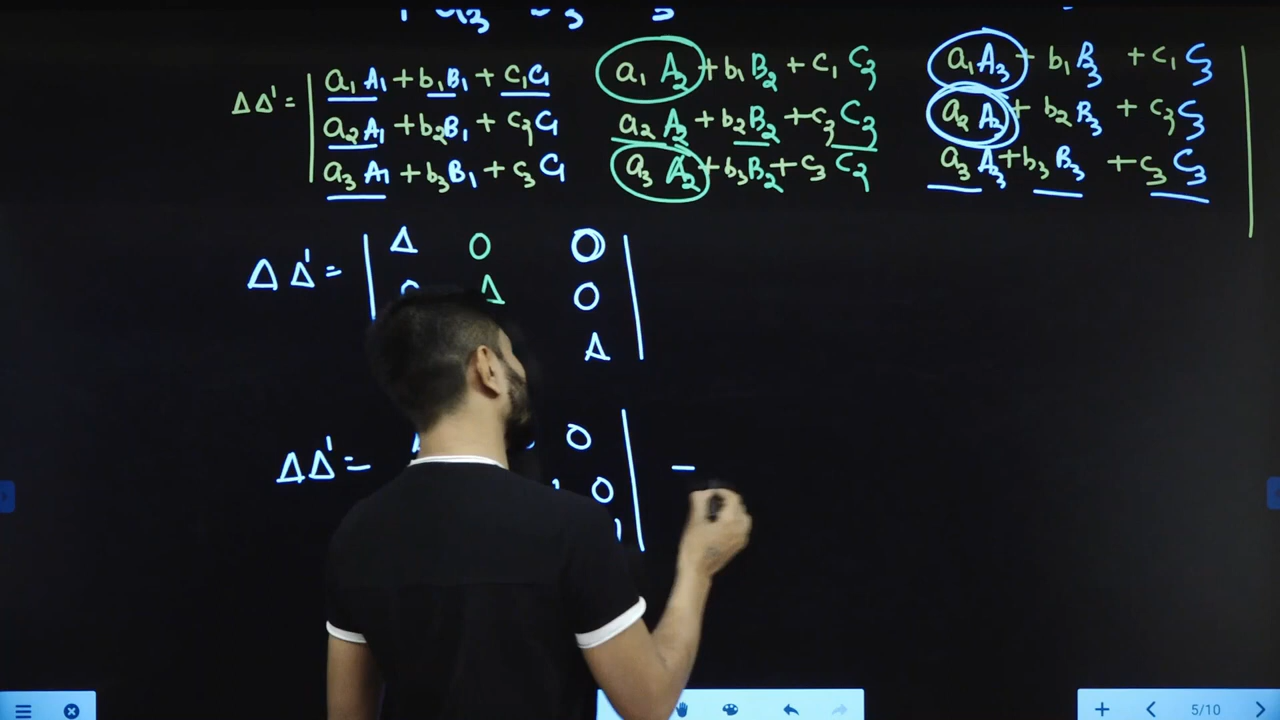 a₁A₁ + b₁B₁ + c₁C₁ a₁A₂ + b₁B₂ + c₁C₂ a₁A₃ + b₁B₃ + c₁C₃
ΔΔ' =
a₂A₁ + b₂B₁ + c₂C₁ a₂A₂ + b₂B₂ + c₂C₂ a₂A₃ + b₂B₃ + c₂C₃
a₃A₁ + b₃B₁ + c₃C₁ a₃A₂ + b₃B₂ + c₃C₂ a₃A₃ + b₃B₃ + c₃C₃
Δ 0 0
ΔΔ' =
0 Δ 0
Δ
0
ΔΔ' =
0
5/10